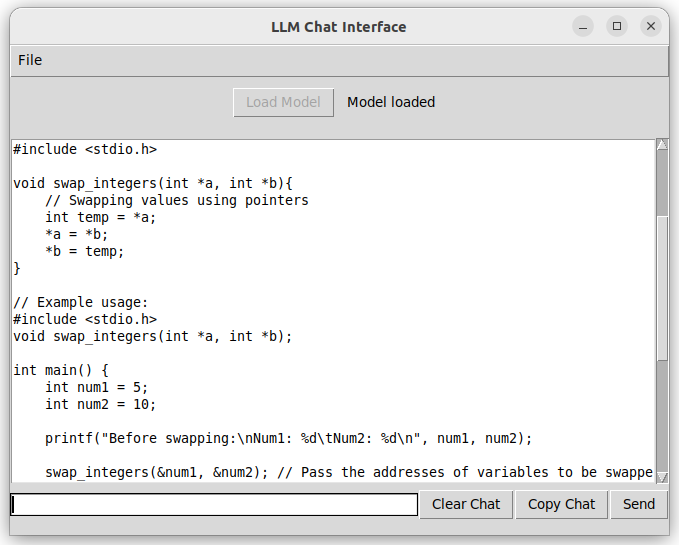 LLM Chat Interface
File
Load Model Model loaded
#include <stdio.h>
void swap_integers(int *a, int *b){
    // Swapping values using pointers
    int temp = *a;
    *a = *b;
    *b = temp;
}
// Example usage:
#include <stdio.h>
void swap_integers(int *a, int *b);
int main() {
    int num1 = 5;
    int num2 = 10;
    printf("Before swapping:\nNum1: %d\tNum2: %d\n", num1, num2);
    swap_integers(&num1, &num2); // Pass the addresses of variables to be swappe
Clear Chat Copy Chat Send